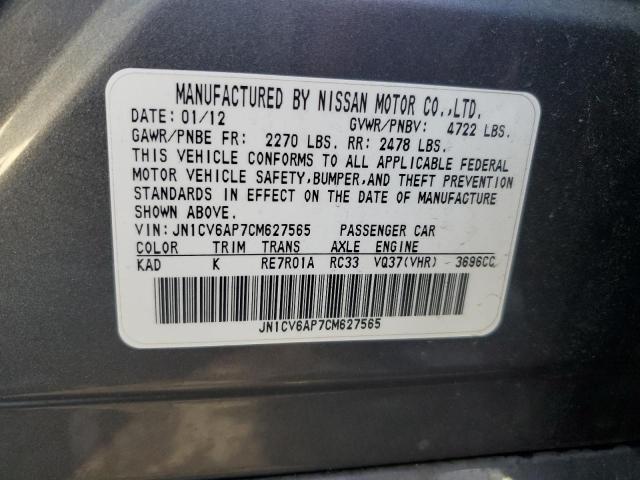 MANUFACTURED BY NISSAN MOTOR CO.,LTD.
DATE: 01/12 GVWR/PNBV: 4722 LBS.
GAWR/PNBE FR: 2270 LBS. RR: 2478 LBS.
THIS VEHICLE CONFORMS TO ALL APPLICABLE FEDERAL
MOTOR VEHICLE SAFETY,BUMPER,AND THEFT PREVENTION
STANDARDS IN EFFECT ON THE DATE OF MANUFACTURE
SHOWN ABOVE.
VIN:JN1CV6AP7CM627565 PASSENGER CAR
COLOR TRIM TRANS AXLE ENGINE
KAD K RE7R01A RC33 VQ37(VHR) - 3696CC
JN1CV6AP7CM627565